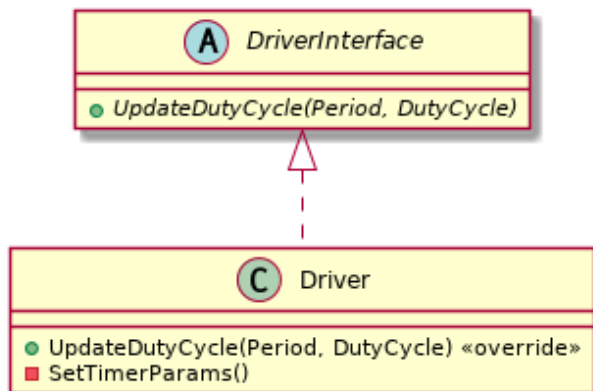 A DriverInterface
UpdateDutyCycle(Period, DutyCycle)
C Driver
UpdateDutyCycle(Period, DutyCycle) «override»
SetTimerParams()